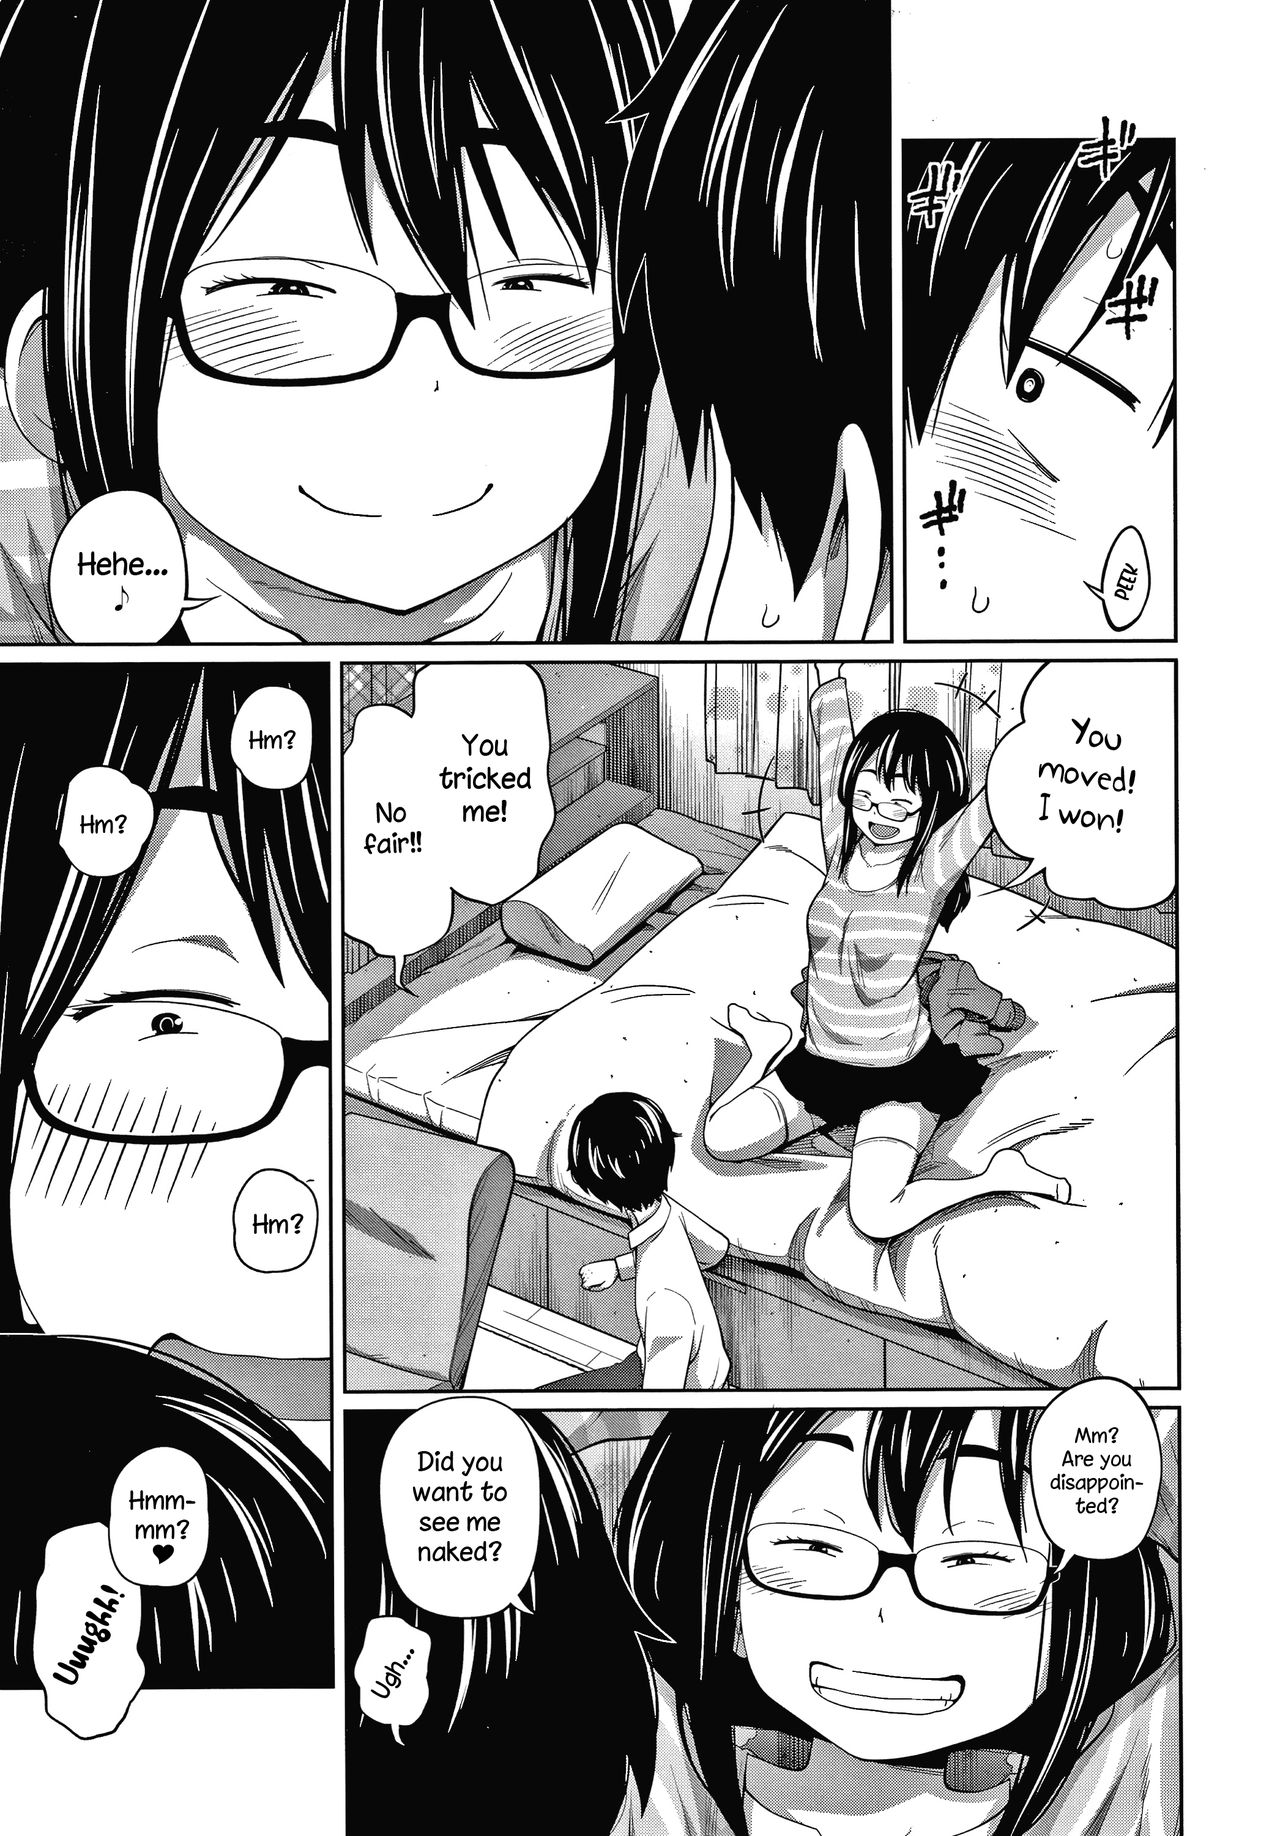 ギ
ギ
ギ
ギ…
PEEK
Hehe...
♪
You
moved!
I won!
You
tricked
me!
No
fair!!
Hm?
Hm?
Hm?
Hmm-
mm?
♥
Uuughh!
Mm?
Are you
disappoin-
ted?
Did you
want to
see me
naked?
Ugh...